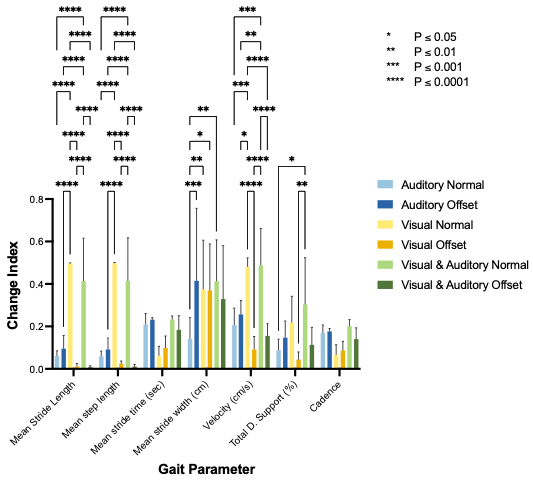 **** **** ***
**** **** **
**** **** ****
**** **** ***
**** **** ** ****
**** **** * *
**** **** ** **** *
**** **** *** **** **
* P ≤ 0.05
** P ≤ 0.01
*** P ≤ 0.001
**** P ≤ 0.0001
Auditory Normal
Auditory Offset
Visual Normal
Visual Offset
Visual & Auditory Normal
Visual & Auditory Offset
Change Index
0.8
0.6
0.4
0.2
0.0
Mean Stride Length
Mean step length
Mean stride time (sec)
Mean stride width (cm)
Velocity (cm/s)
Total D. Support (%)
Cadence
Gait Parameter